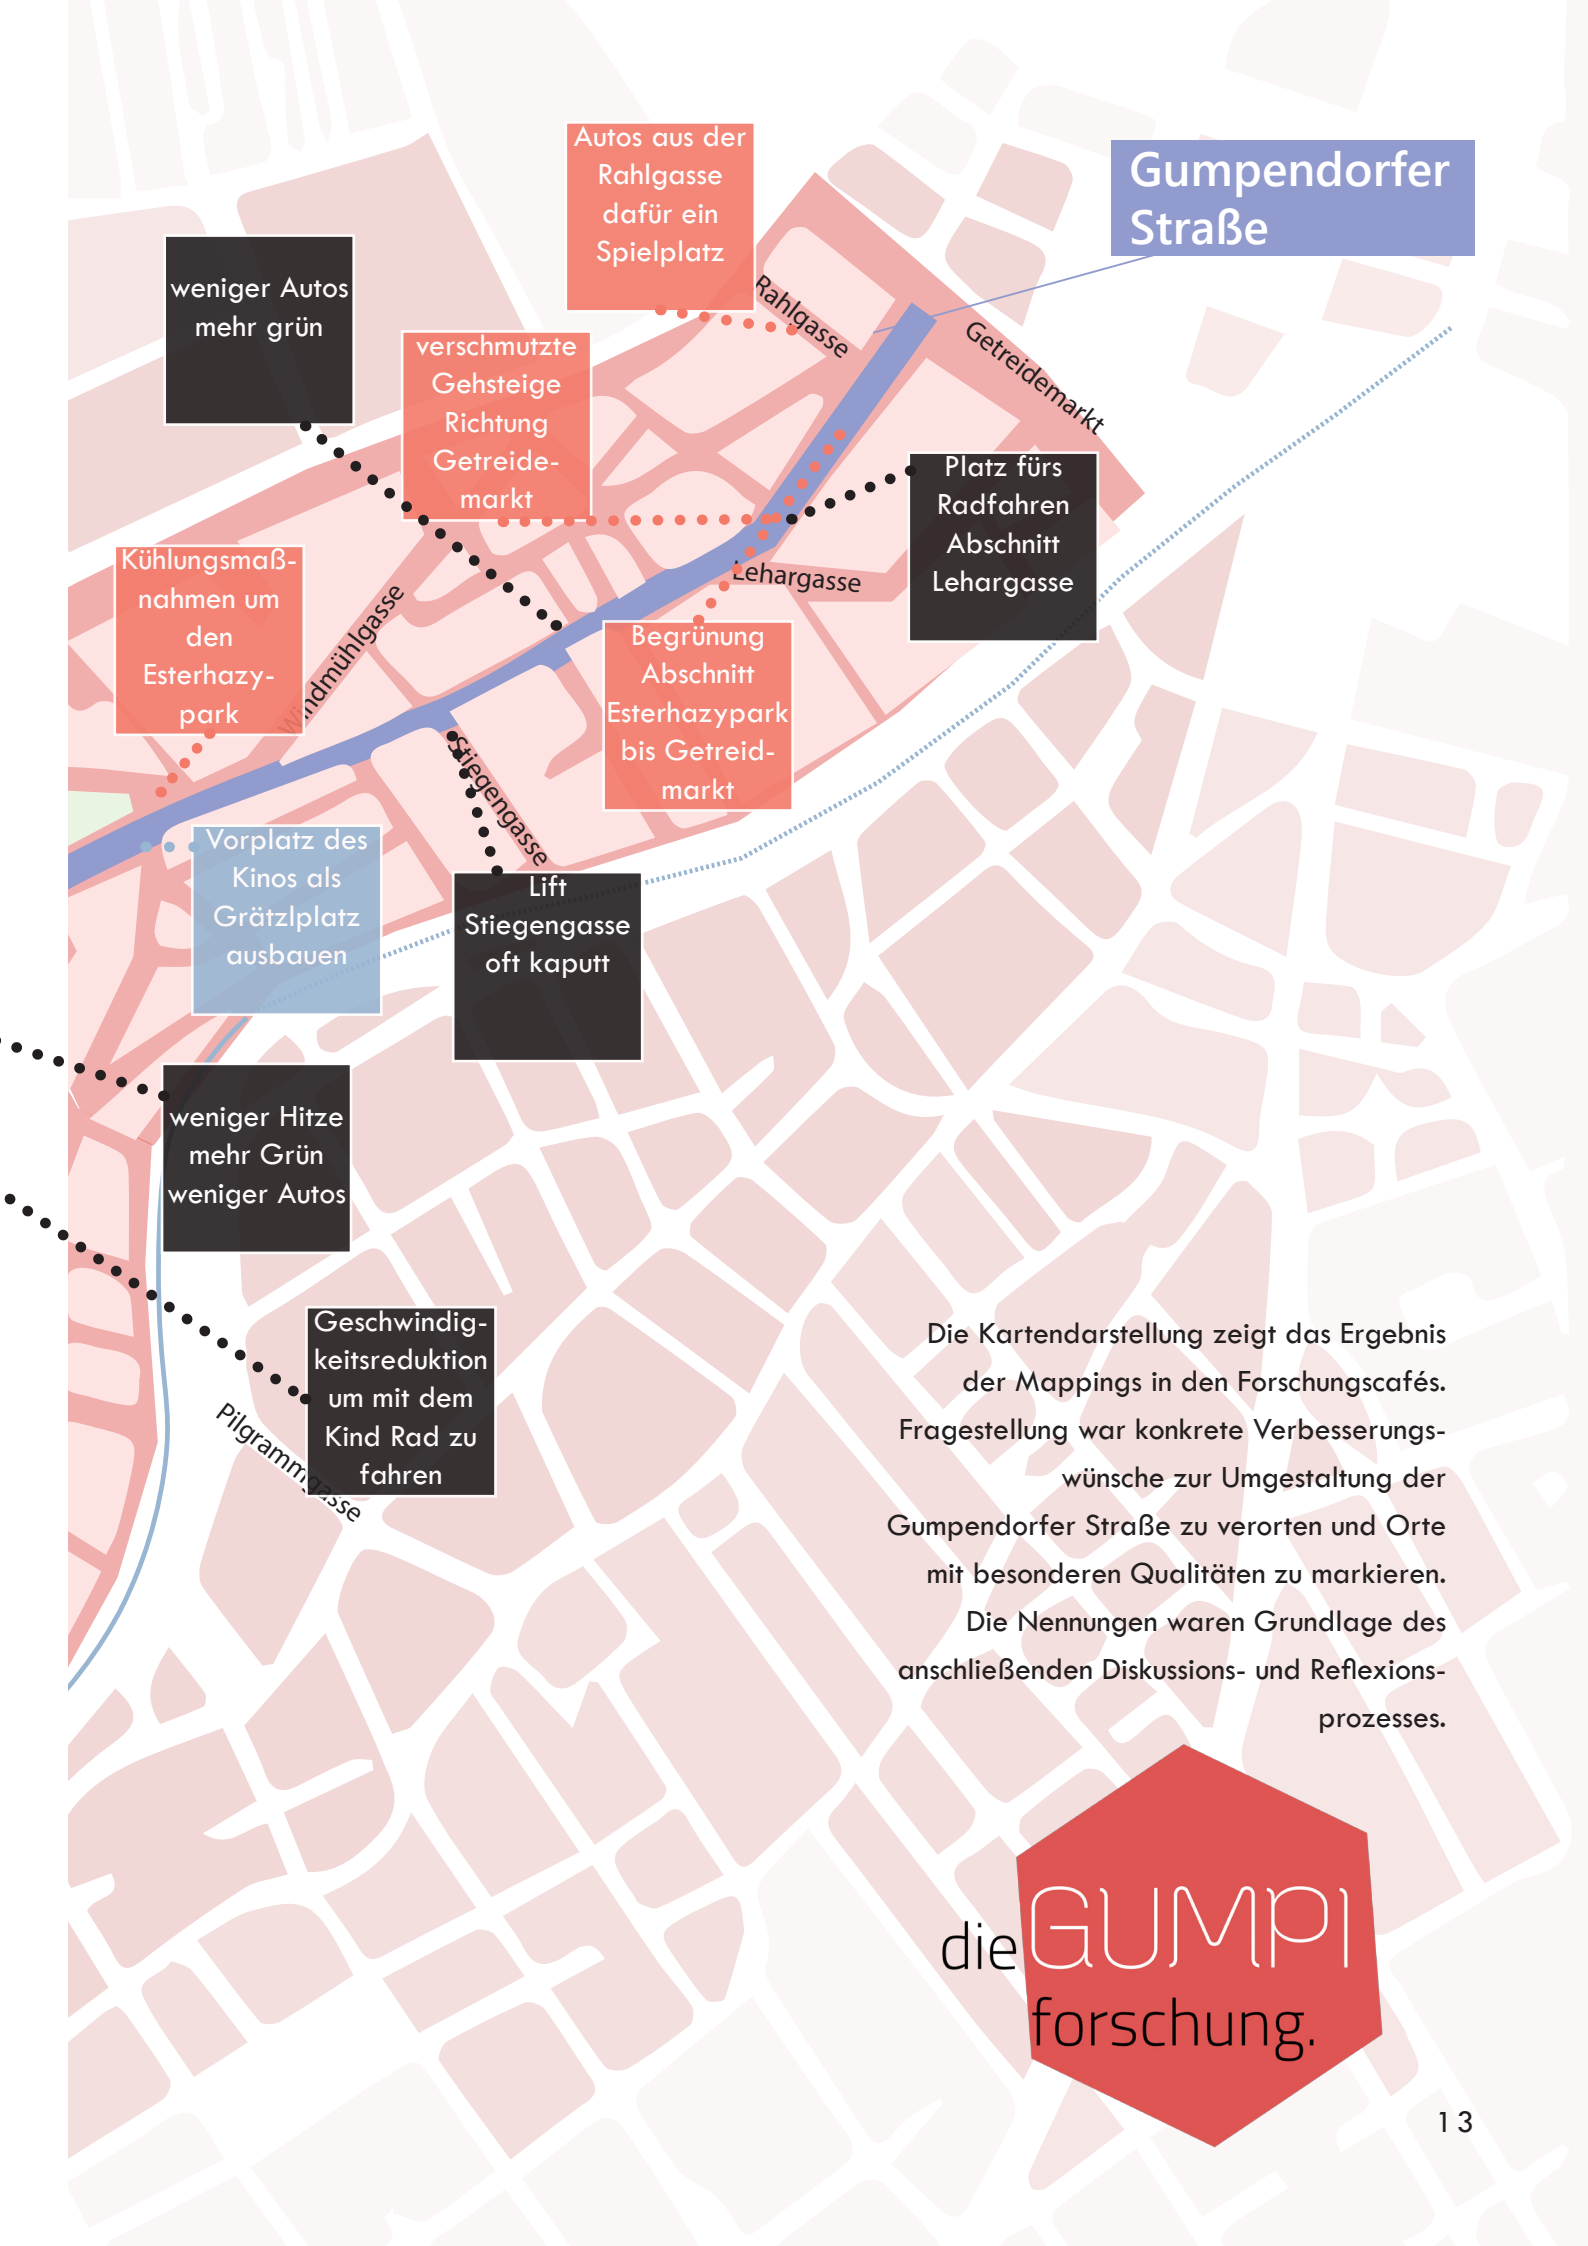 Autos aus der
Rahlgasse
dafür ein
Spielplatz
Gumpendorfer
Straße
weniger Autos
mehr grün
Rahlgasse
Getreidemarkt
verschmutzte
Gehsteige
Richtung
Getreide-
markt
Platz fürs
Radfahren
Abschnitt
Lehargasse
Kühlungsmaß-
nahmen um
den
Esterhazy-
park
Windmühlgasse
Lehargasse
Begrünung
Abschnitt
Esterhazypark
bis Getreid-
markt
Stiegengasse
Vorplatz des
Kinos als
Grätzlplatz
ausbauen
Lift
Stiegengasse
oft kaputt
weniger Hitze
mehr Grün
weniger Autos
Geschwindig-
keitsreduktion
um mit dem
Kind Rad zu
fahren
Pilgrammgasse
Die Kartendarstellung zeigt das Ergebnis
der Mappings in den Forschungscafés.
Fragestellung war konkrete Verbesserungs-
wünsche zur Umgestaltung der
Gumpendorfer Straße zu verorten und Orte
mit besonderen Qualitäten zu markieren.
Die Nennungen waren Grundlage des
anschließenden Diskussions- und Reflexions-
prozesses.
die GUMPI
forschung.
13